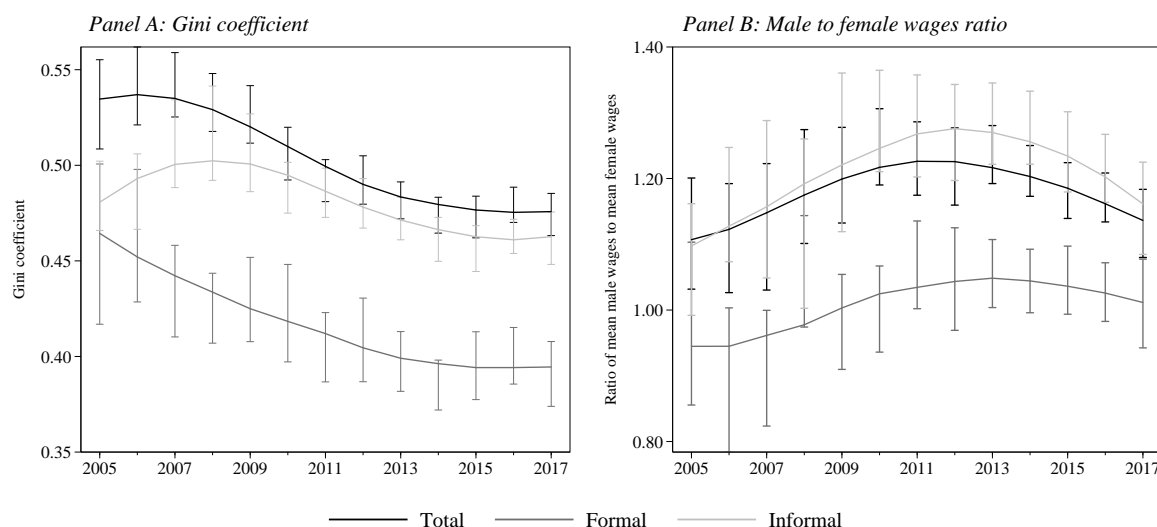 Panel A: Gini coefficient
Gini coefficient
0.55
0.50
0.45
0.40
0.35
2005 2007 2009 2011 2013 2015 2017
Panel B: Male to female wages ratio
Ratio of mean male wages to mean female wages
1.40
1.20
1.00
0.80
2005 2007 2009 2011 2013 2015 2017
Total Formal Informal